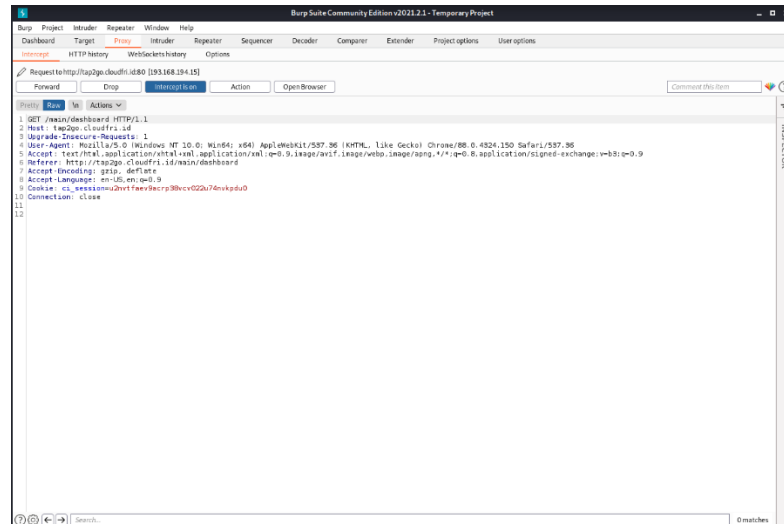 Burp Suite Community Edition v2021.2.1 - Temporary Project
Burp Project Intruder Repeater Window Help
Dashboard Target Proxy Intruder Repeater Sequencer Decoder Comparer Extender Project options User options
Intercept HTTP history WebSockets history Options
Request to http://tap2go.cloudfri.id:80 [193.168.194.15]
Forward Drop Intercept is on Action Open Browser Comment this item
Pretty Raw \n Actions
1 GET /main/dashboard HTTP/1.1
2 Host: tap2go.cloudfri.id
3 Upgrade-Insecure-Requests: 1
4 User-Agent: Mozilla/5.0 (Windows NT 10.0; Win64; x64) AppleWebKit/537.36 (KHTML, like Gecko) Chrome/88.0.4324.150 Safari/537.36
5 Accept: text/html,application/xhtml+xml,application/xml;q=0.9,image/avif,image/webp,image/apng,*/*;q=0.8,application/signed-exchange;v=b3;q=0.9
6 Referer: http://tap2go.cloudfri.id/main/dashboard
7 Accept-Encoding: gzip, deflate
8 Accept-Language: en-US,en;q=0.9
9 Cookie: ci_session=u2nvtfaev9acrp38vcv022u74nvkpdu0
10 Connection: close
11
12
INSPECTOR
Search... 0 matches